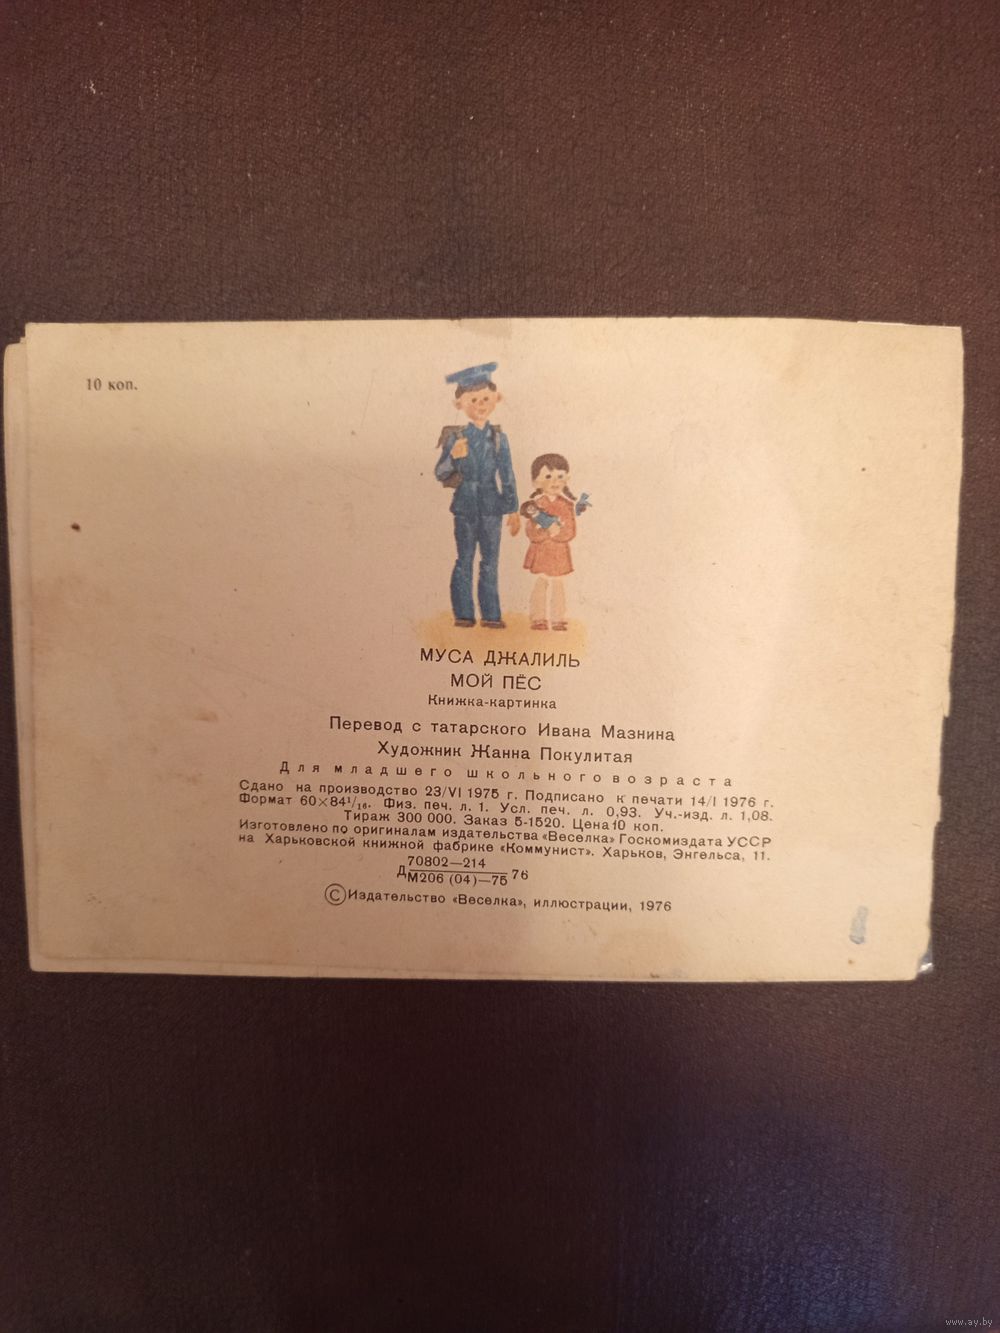 10 коп.
МУСА ДЖАЛИЛЬ
МОЙ ПЁС
Книжка-картинка
Перевод с татарского Ивана Мазнина
Художник Жанна Покулитая
Для младшего школьного возраста
Сдано на производство 23/VI 1975 г. Подписано к печати 14/I 1976 г.
Формат 60×84¹/₁₆. Физ. печ. л. 1. Усл. печ. л. 0,93. Уч.-изд. л. 1,08.
Тираж 300 000. Заказ 5-1520. Цена 10 коп.
Изготовлено по оригиналам издательства «Веселка» Госкомиздата УССР
на Харьковской книжной фабрике «Коммунист». Харьков, Энгельса, 11.
70802—214
Д М206 (04)—75 76
© Издательство «Веселка», иллюстрации, 1976
www.ay.by